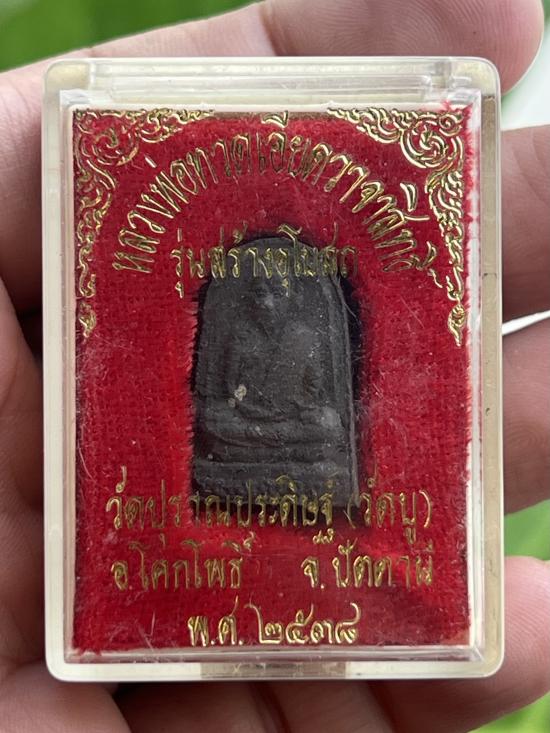 หลวงพ่อทวดเอียดวาจาสิทธิ์
รุ่นสร้างอุโบสถ
วัดปุราณประดิษฐ์ (วัดนู)
อ.โคกโพธิ์ จ.ปัตตานี
พ.ศ. ๒๕๓๘